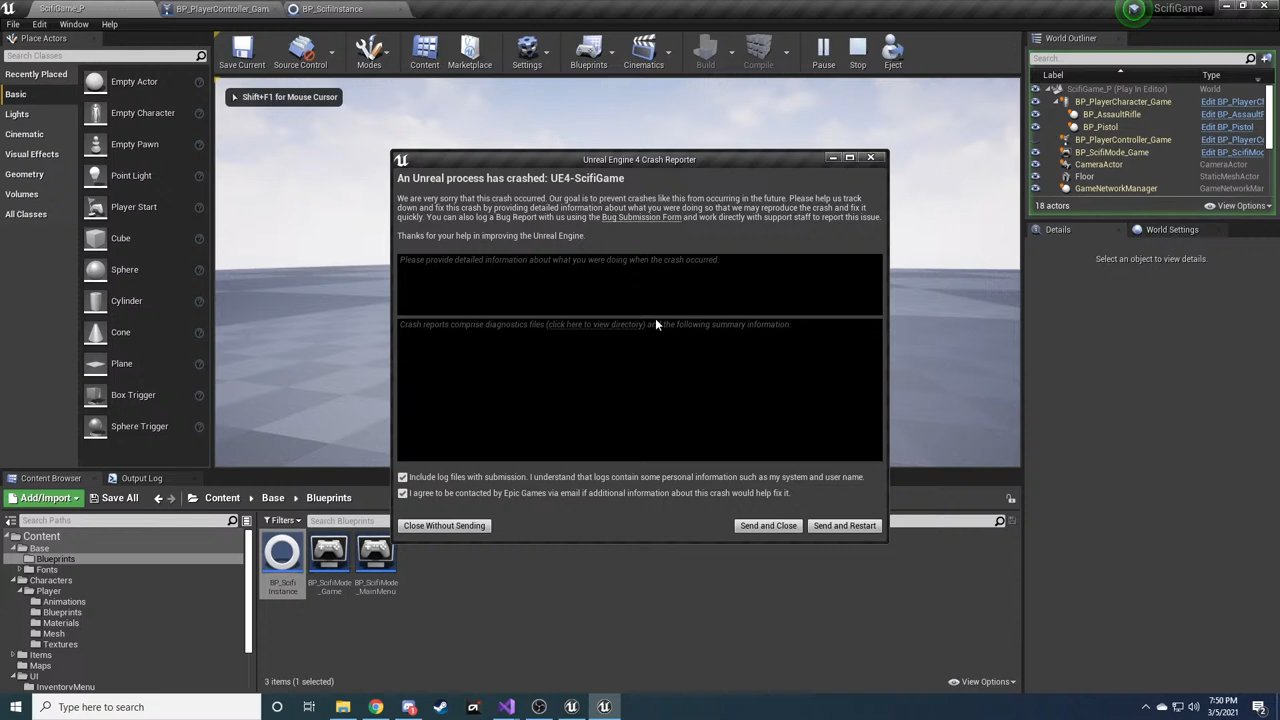 ScifiGame_P
BP_PlayerController_Gam
BP_ScifiInstance
ScifiGame
File Edit Window Help
Place Actors
Search Classes
Recently Placed
Basic
Lights
Cinematic
Visual Effects
Geometry
Volumes
All Classes
Empty Actor
Empty Character
Empty Pawn
Point Light
Player Start
Cube
Sphere
Cylinder
Cone
Plane
Box Trigger
Sphere Trigger
Save Current
Source Control
Modes
Content
Marketplace
Settings
Blueprints
Cinematics
Build
Compile
Pause
Stop
Eject
Shift+F1 for Mouse Cursor
World Outliner
Search...
Label Type
ScifiGame_P (Play In Editor) World
BP_PlayerCharacter_Game Edit BP_PlayerCl
BP_AssaultRifle Edit BP_AssaultF
BP_Pistol Edit BP_Pistol
BP_PlayerController_Game Edit BP_PlayerC
BP_ScifiMode_Game Edit BP_ScifiMo
CameraActor CameraActor
Floor StaticMeshActor
GameNetworkManager GameNetworkMar
18 actors
View Options
Details
World Settings
Select an object to view details.
Unreal Engine 4 Crash Reporter
An Unreal process has crashed: UE4-ScifiGame
We are very sorry that this crash occurred. Our goal is to prevent crashes like this from occurring in the future. Please help us track
down and fix this crash by providing detailed information about what you were doing so that we may reproduce the crash and fix it
quickly. You can also log a Bug Report with us using the Bug Submission Form and work directly with support staff to report this issue.
Thanks for your help in improving the Unreal Engine.
Please provide detailed information about what you were doing when the crash occurred.
Crash reports comprise diagnostics files (click here to view directory) and the following summary information:
Include log files with submission. I understand that logs contain some personal information such as my system and user name.
I agree to be contacted by Epic Games via email if additional information about this crash would help fix it.
Close Without Sending
Send and Close
Send and Restart
Content Browser
Output Log
Add/Import
Save All
Content
Base
Blueprints
Search Paths
Filters
Search Blueprints
Content
Base
Blueprints
Fonts
Characters
Player
Animations
Blueprints
Materials
Mesh
Textures
Items
Maps
UI
InventoryMenu
BP_Scifi
Instance
BP_ScifiMode
_Game
BP_ScifiMode
_MainMenu
3 items (1 selected)
View Options
Type here to search
7:50 PM
3/5/2021